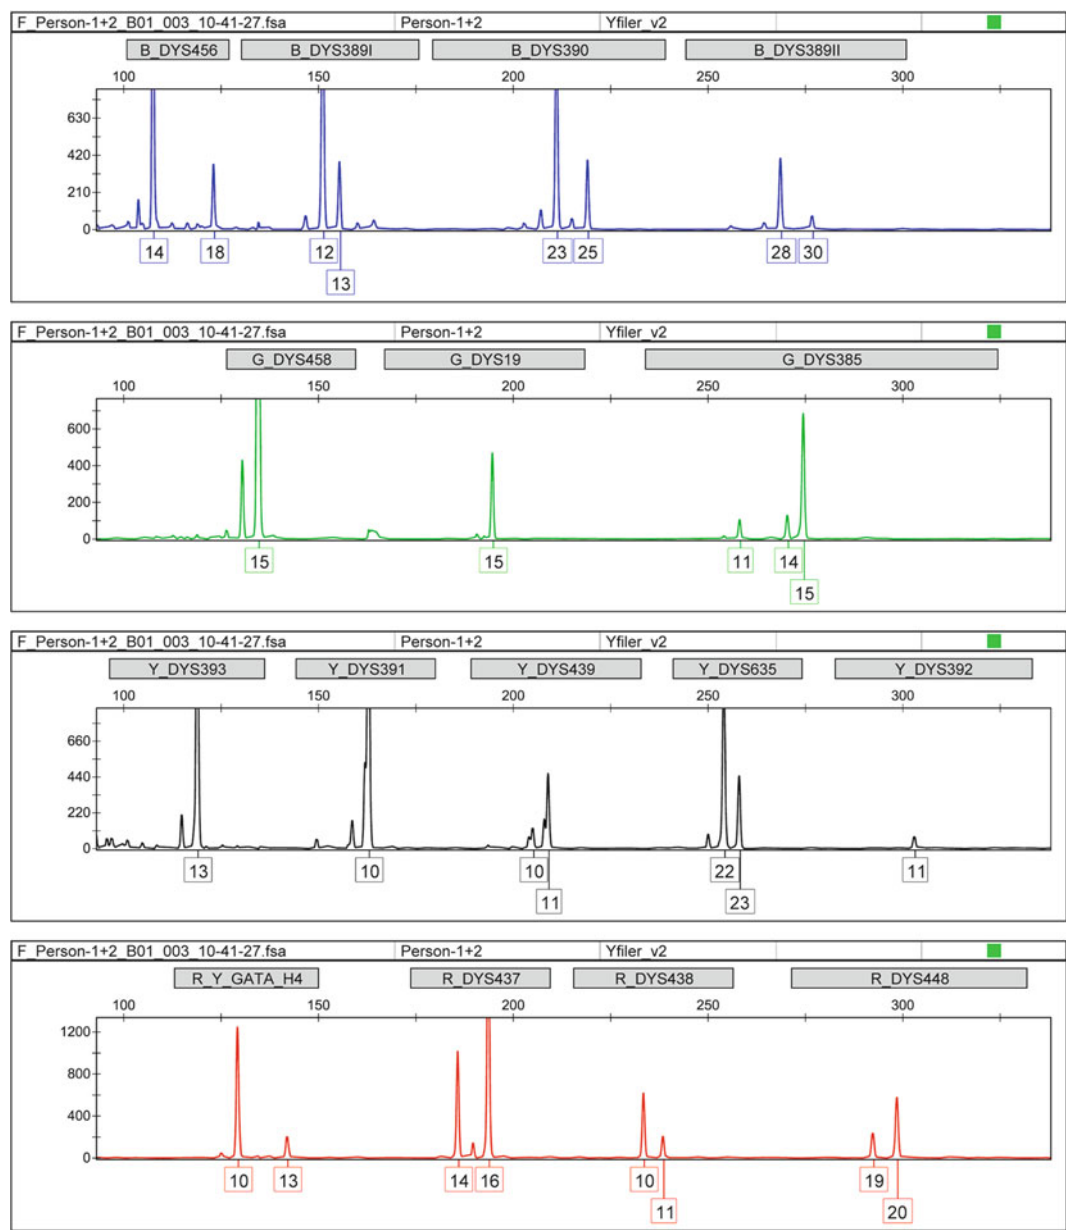 F_Person-1+2_B01_003_10-41-27.fsa Person-1+2 Yfiler_v2
B_DYS456 B_DYS389I B_DYS390 B_DYS389II
100 150 200 250 300
630
420
210
0
14 18 12 23 25 28 30
13
F_Person-1+2_B01_003_10-41-27.fsa Person-1+2 Yfiler_v2
G_DYS458 G_DYS19 G_DYS385
100 150 200 250 300
600
400
200
0
15 15 11 14
15
F_Person-1+2_B01_003_10-41-27.fsa Person-1+2 Yfiler_v2
Y_DYS393 Y_DYS391 Y_DYS439 Y_DYS635 Y_DYS392
100 150 200 250 300
660
440
220
0
13 10 10 22 11
11 23
F_Person-1+2_B01_003_10-41-27.fsa Person-1+2 Yfiler_v2
R_Y_GATA_H4 R_DYS437 R_DYS438 R_DYS448
100 150 200 250 300
1200
800
400
0
10 13 14 16 10 19
11 20